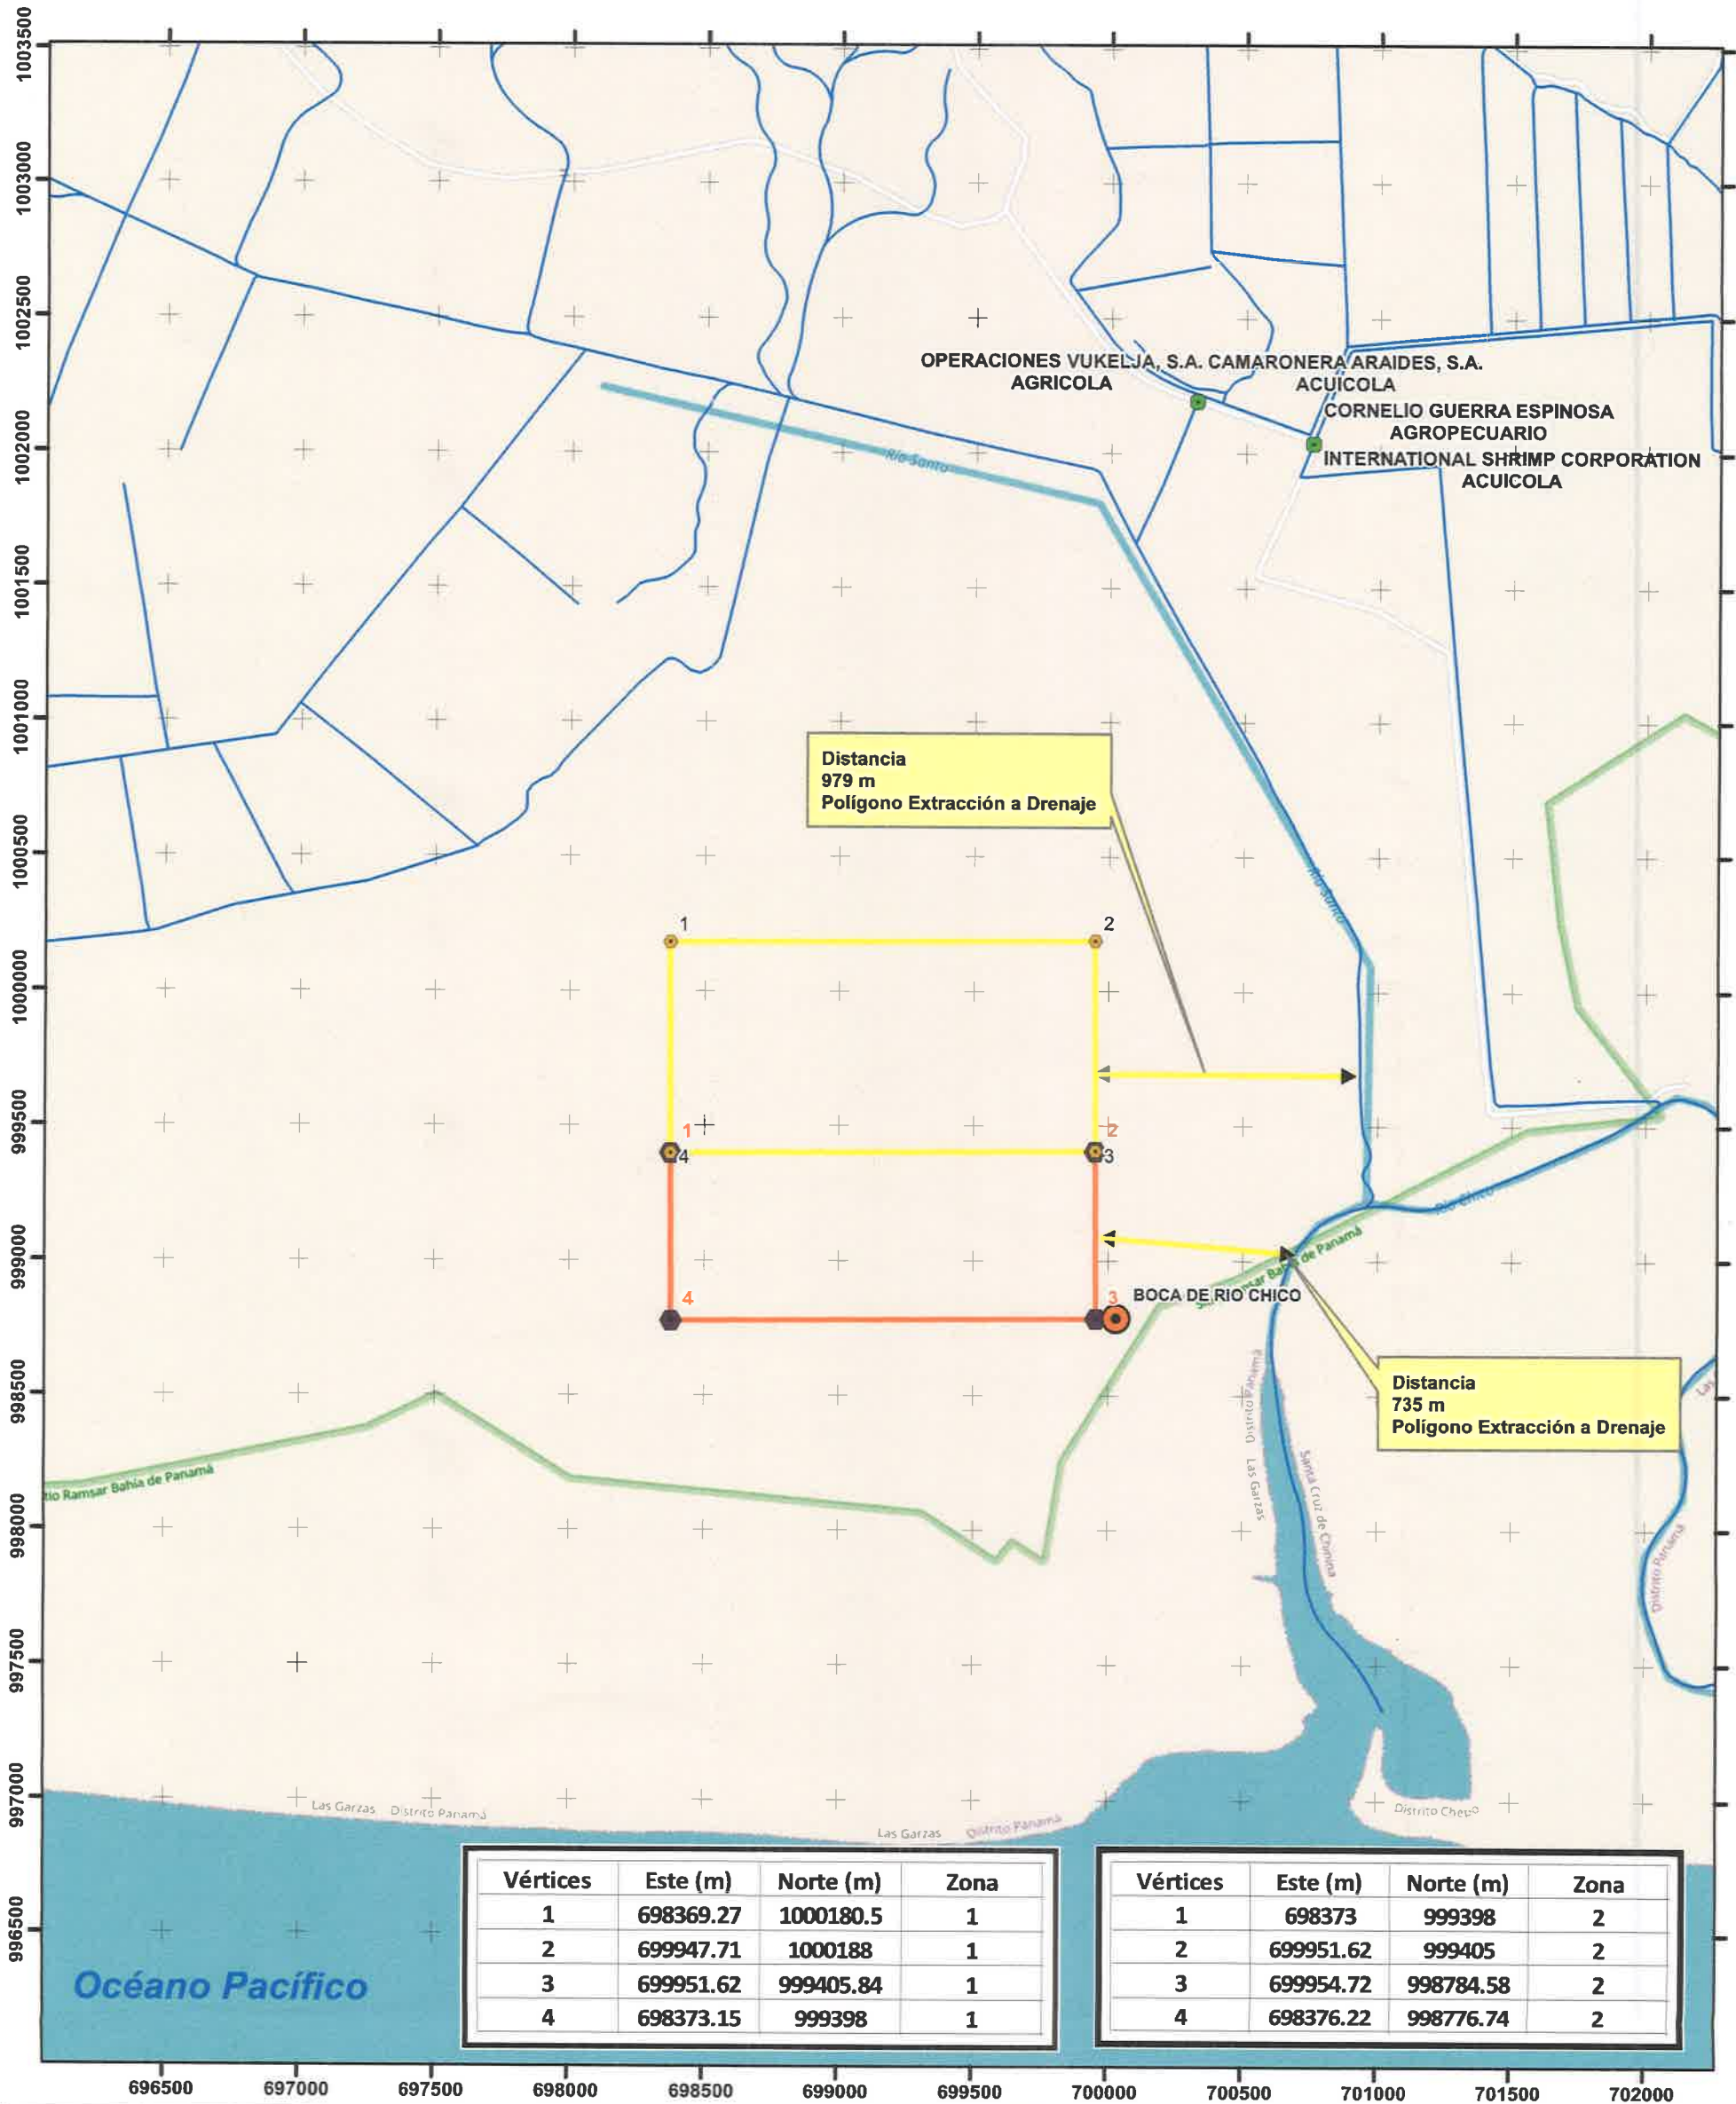 1003500
1003000
1002500
1002000
1001500
1001000
1000500
1000000
999500
999000
998500
998000
997500
997000
996500
OPERACIONES VUKELJA, S.A. CAMARONERA ARAIDES, S.A.
AGRICOLA
ACUICOLA
CORNELIO GUERRA ESPINOSA
AGROPECUARIO
INTERNATIONAL SHRIMP CORPORATION
ACUICOLA
Río Santo
Distancia
979 m
Polígono Extracción a Drenaje
Río Santo
1
2
1
2
4
3
Río Chico
Bahía de Panamá
4
3
BOCA DE RIO CHICO
Distrito Panamá
Las Garzas
Santa Cruz de Chinina
Distancia
735 m
Polígono Extracción a Drenaje
Las
tio Ramsar Bahía de Panamá
Distrito Panamá
Las Garzas Distrito Panamá
Las Garzas Distrito Panamá
Distrito Chepo
Océano Pacífico
Vértices Este (m) Norte (m) Zona
1 698369.27 1000180.5 1
2 699947.71 1000188 1
3 699951.62 999405.84 1
4 698373.15 999398 1
Vértices Este (m) Norte (m) Zona
1 698373 999398 2
2 699951.62 999405 2
3 699954.72 998784.58 2
4 698376.22 998776.74 2
696500 697000 697500 698000 698500 699000 699500 700000 700500 701000 701500 702000